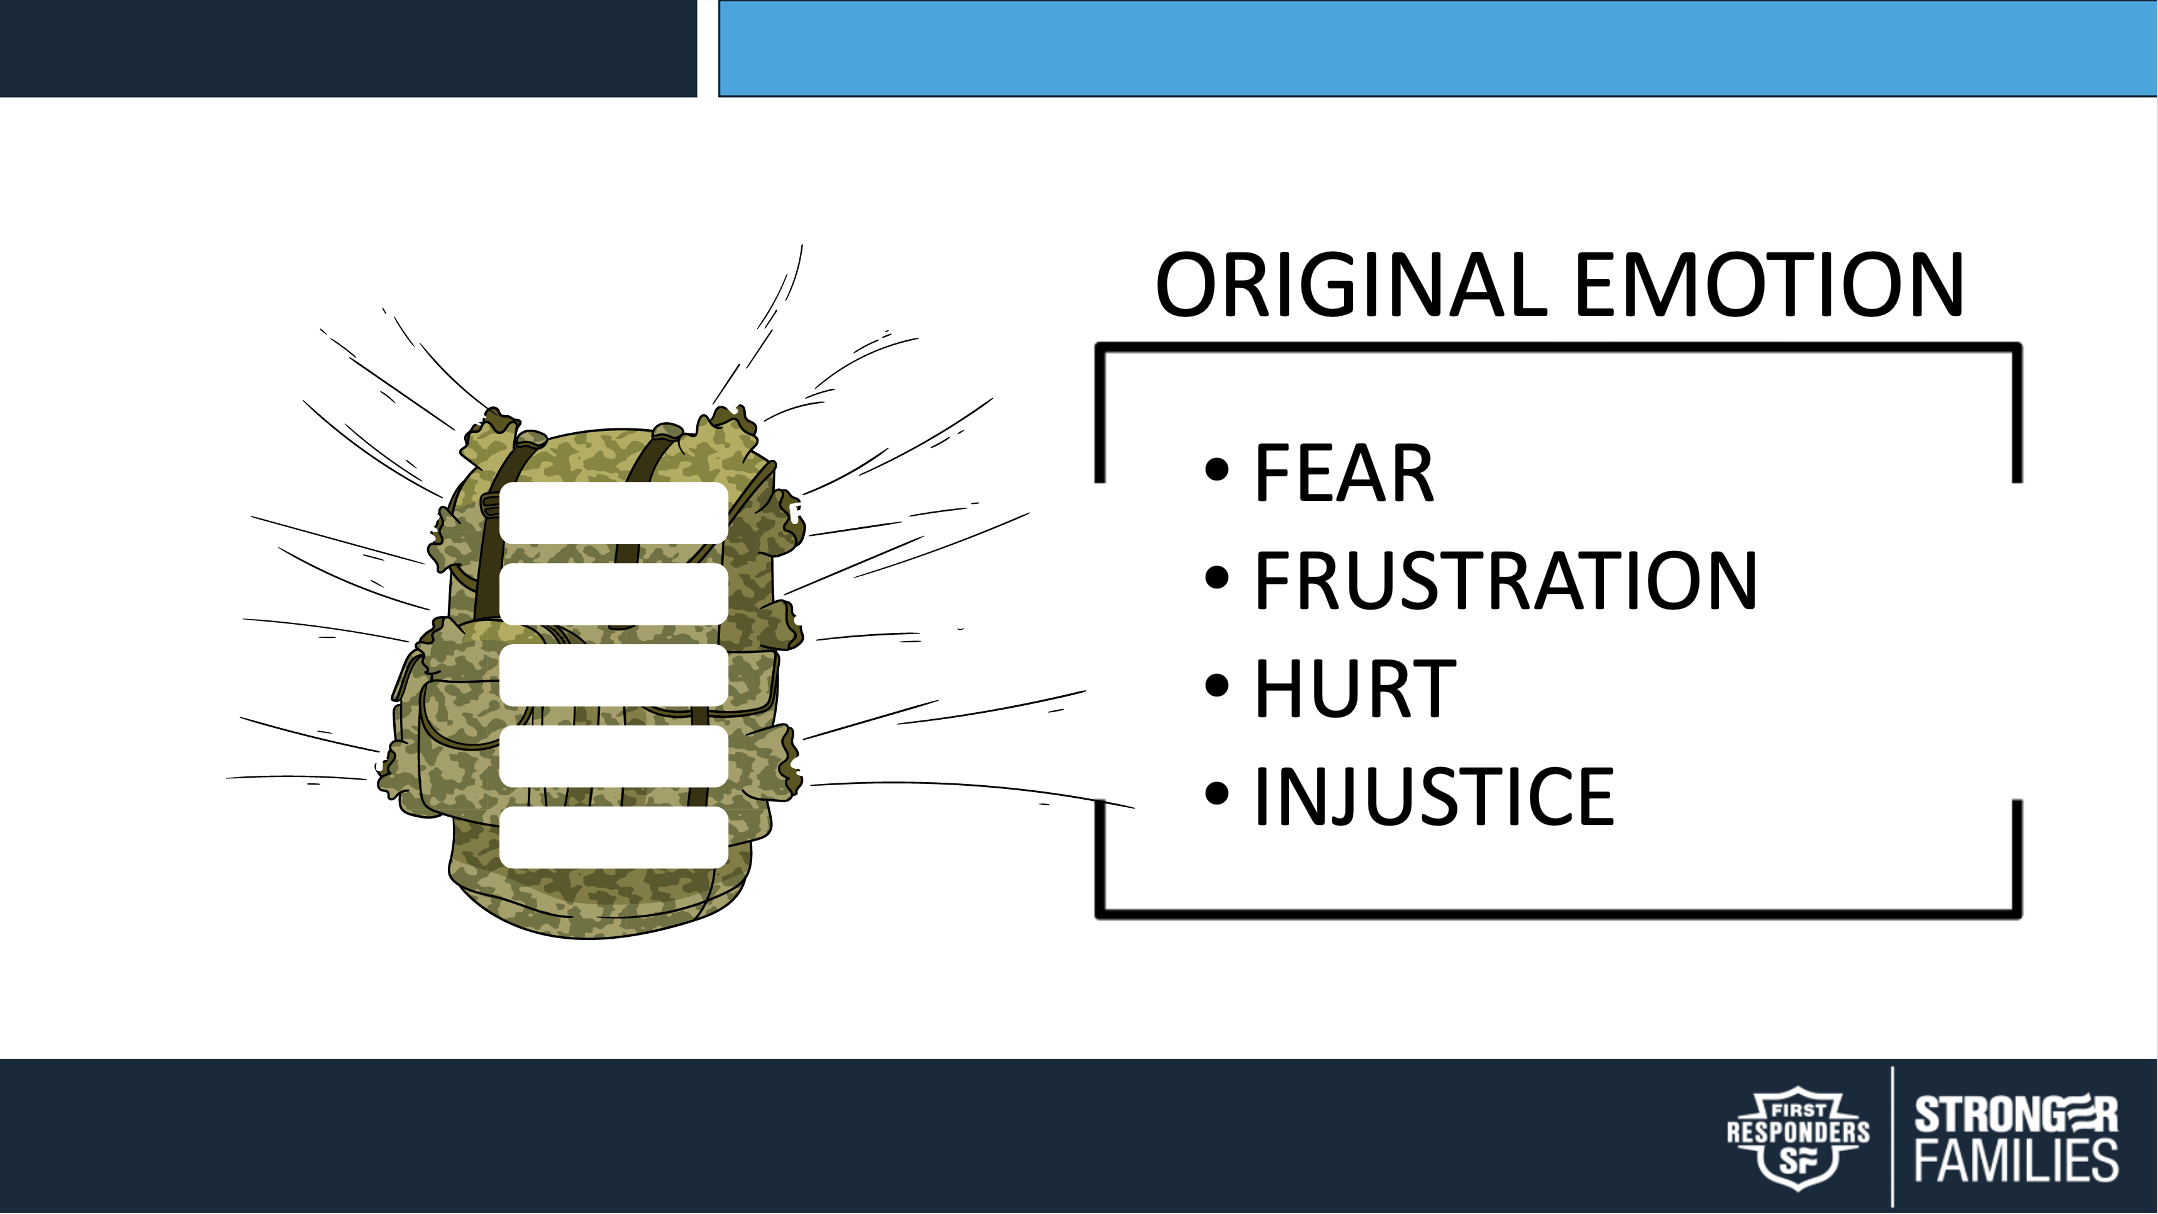 ORIGINAL EMOTION
• FEAR
• FRUSTRATION
• HURT
• INJUSTICE
FIRST
RESPONDERS
SF
STRONGER
FAMILIES